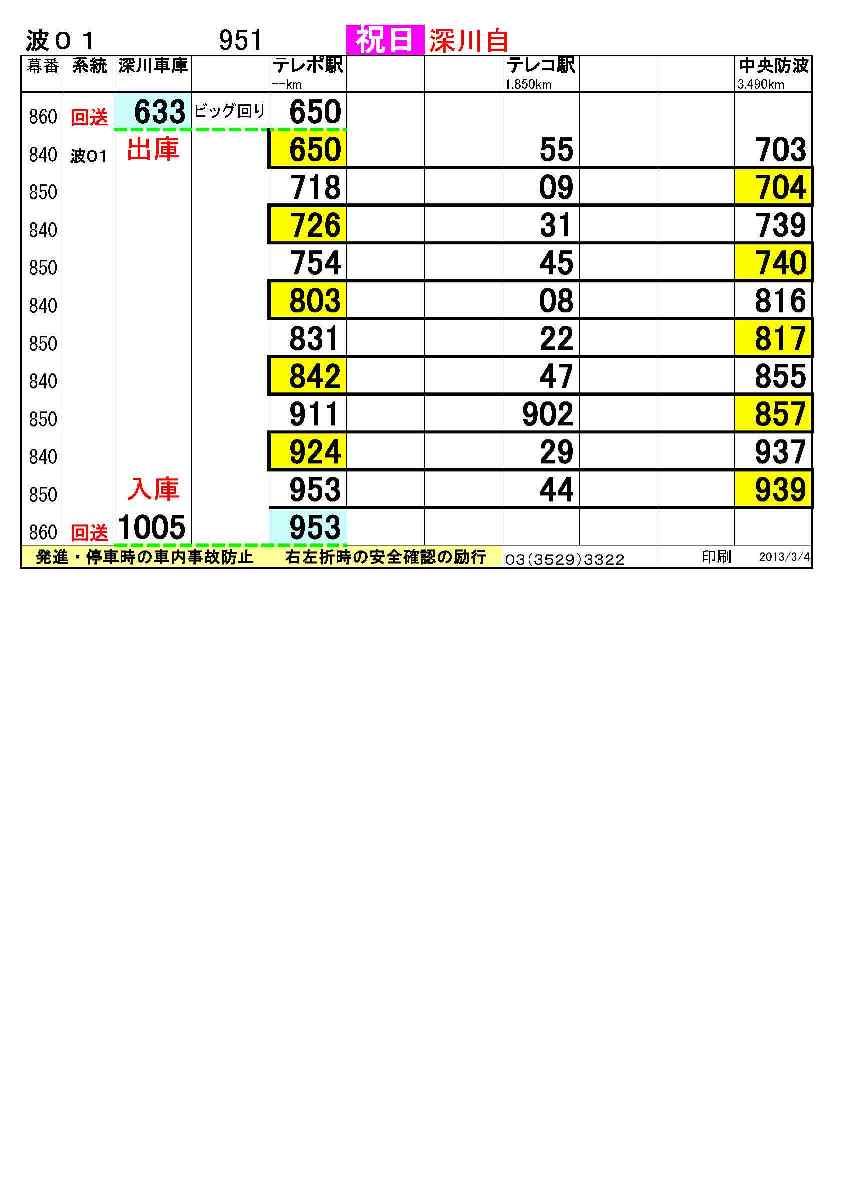 波０１ 951 祝日 深川自
幕番 系統 深川車庫 テレポ駅 テレコ駅 中央防波
--km 1.850km 3.490km
860 回送 633 ビッグ回り 650
840 波01 出庫 650 55 703
850 718 09 704
840 726 31 739
850 754 45 740
840 803 08 816
850 831 22 817
840 842 47 855
850 911 902 857
840 924 29 937
850 入庫 953 44 939
860 回送 1005 953
発進・停車時の車内事故防止 右左折時の安全確認の励行 03(3529)3322 印刷 2013/3/4